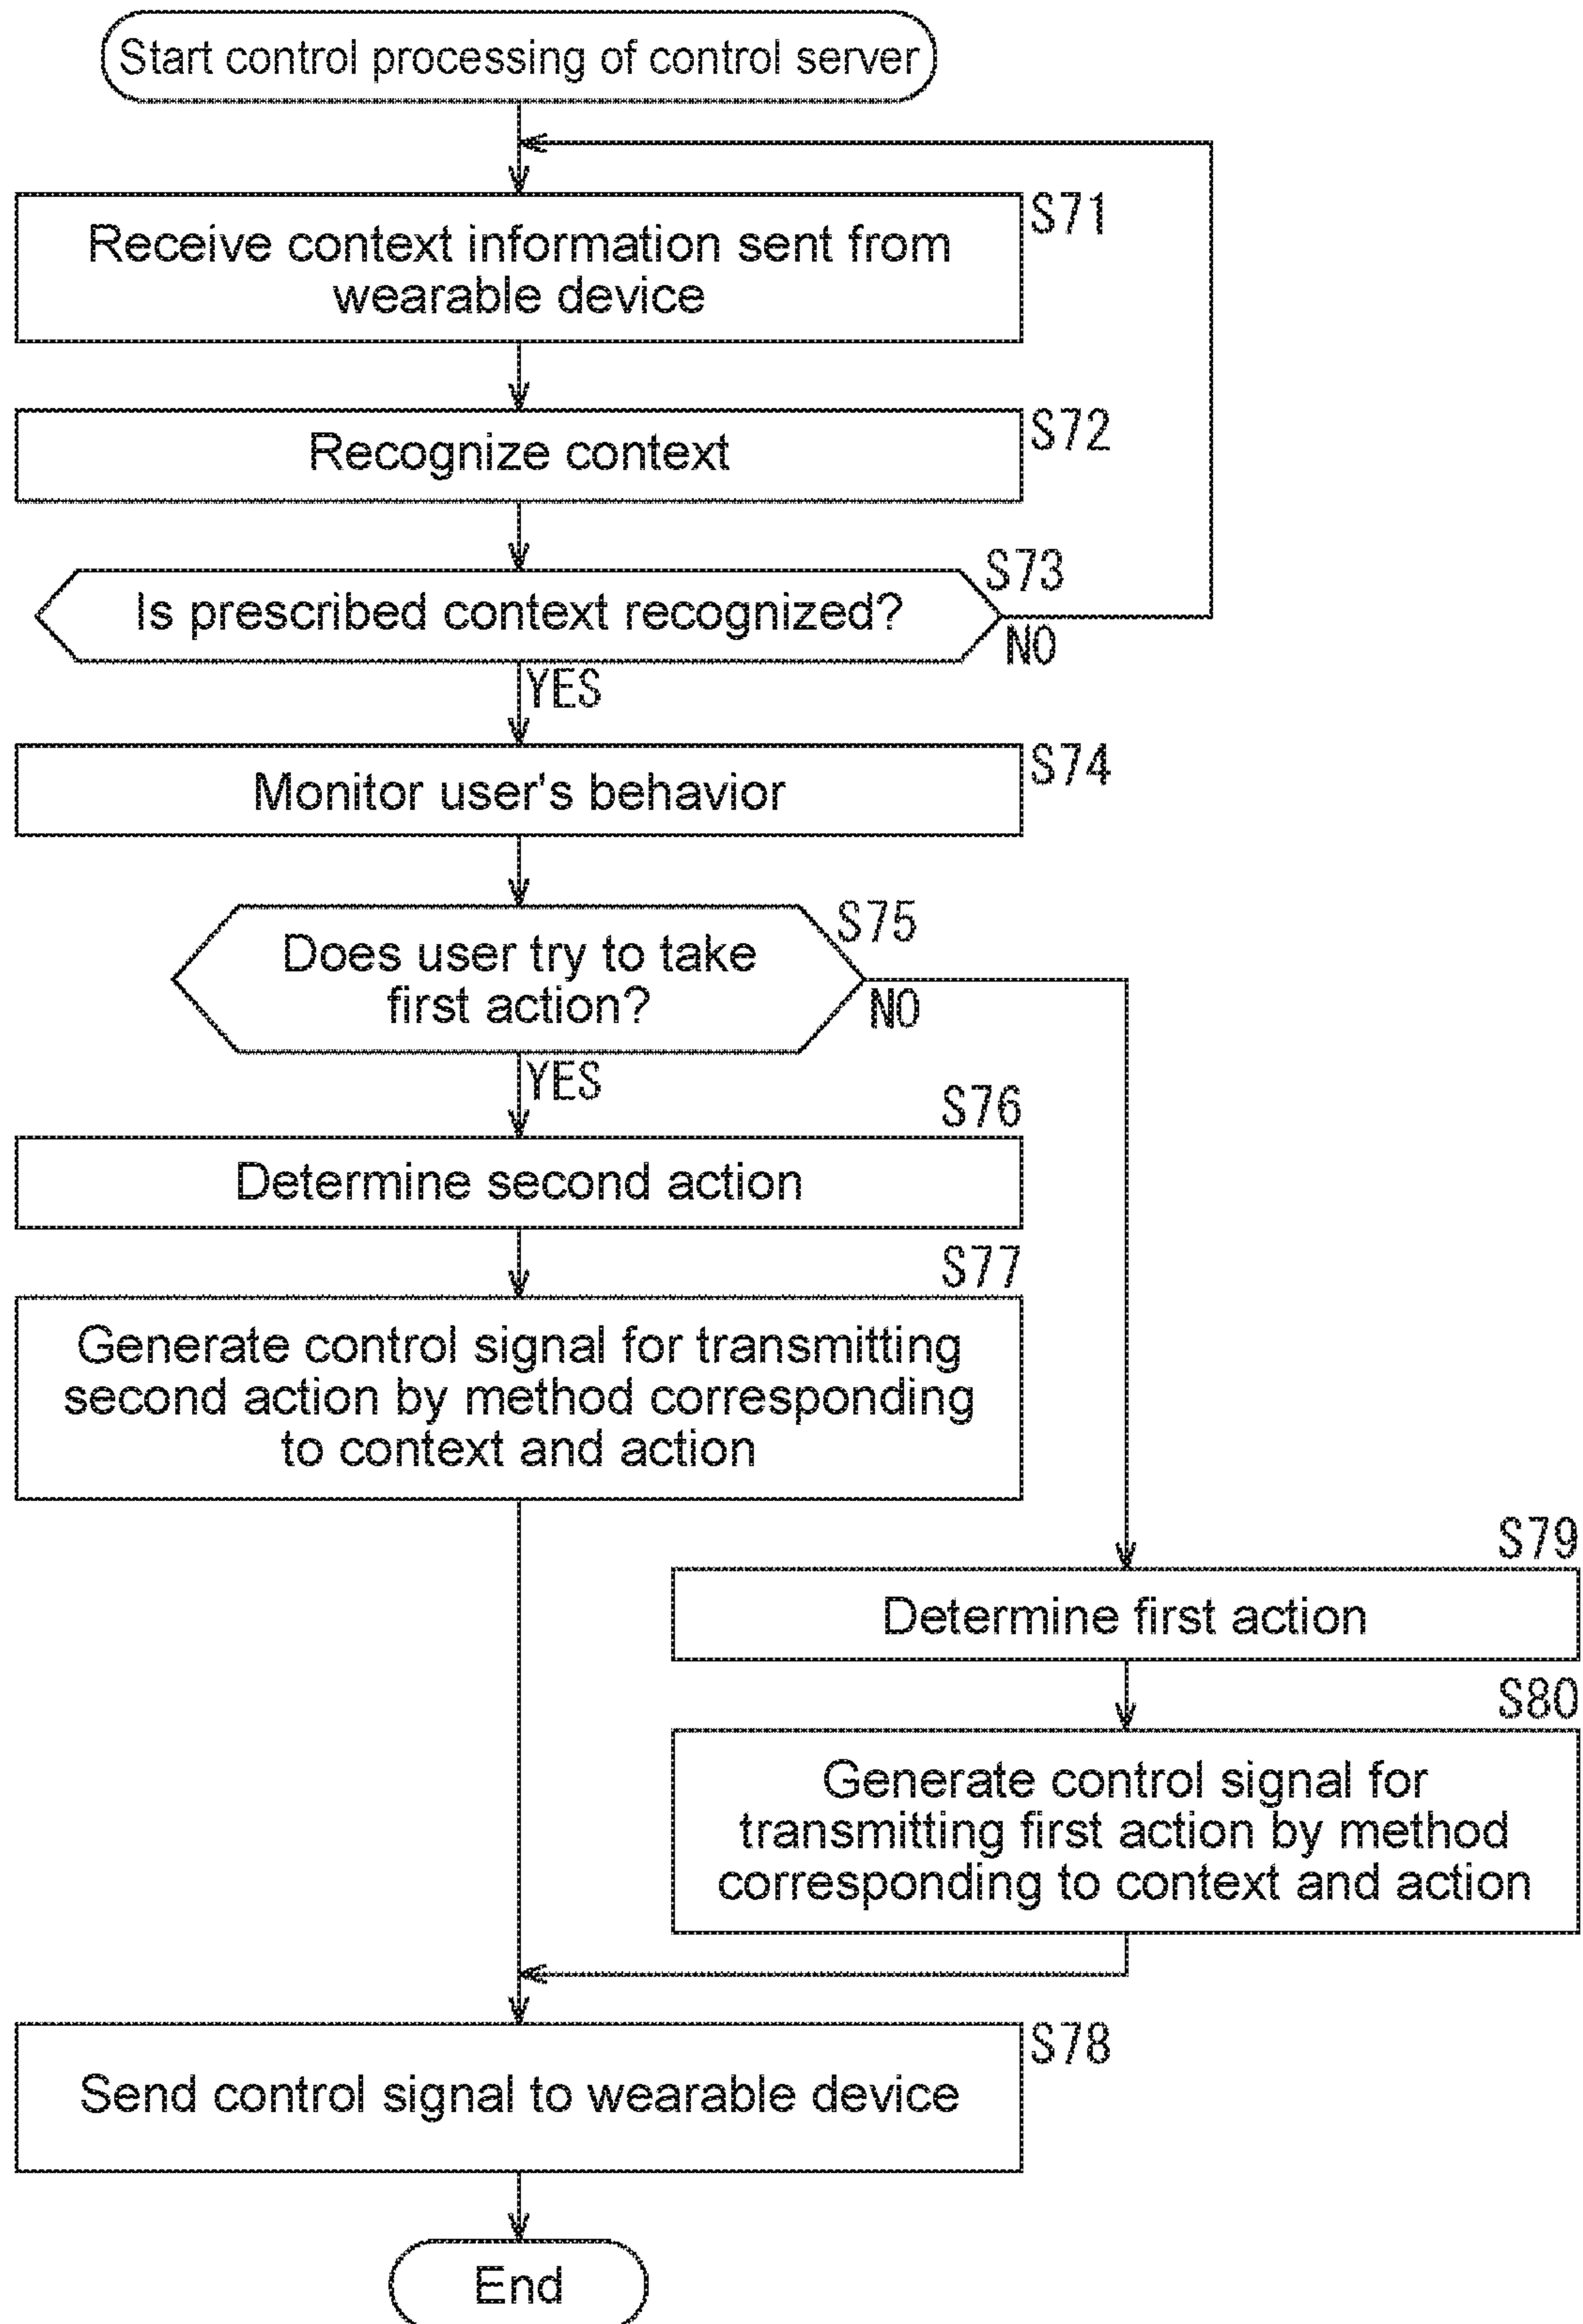 Start control processing of control server
S71
Receive context information sent from
wearable device
S72
Recognize context
S73
Is prescribed context recognized?
NO
YES
S74
Monitor user's behavior
S75
Does user try to take
first action?
NO
YES
S76
Determine second action
S77
Generate control signal for transmitting
second action by method corresponding
to context and action
S79
Determine first action
S80
Generate control signal for
transmitting first action by method
corresponding to context and action
S78
Send control signal to wearable device
End